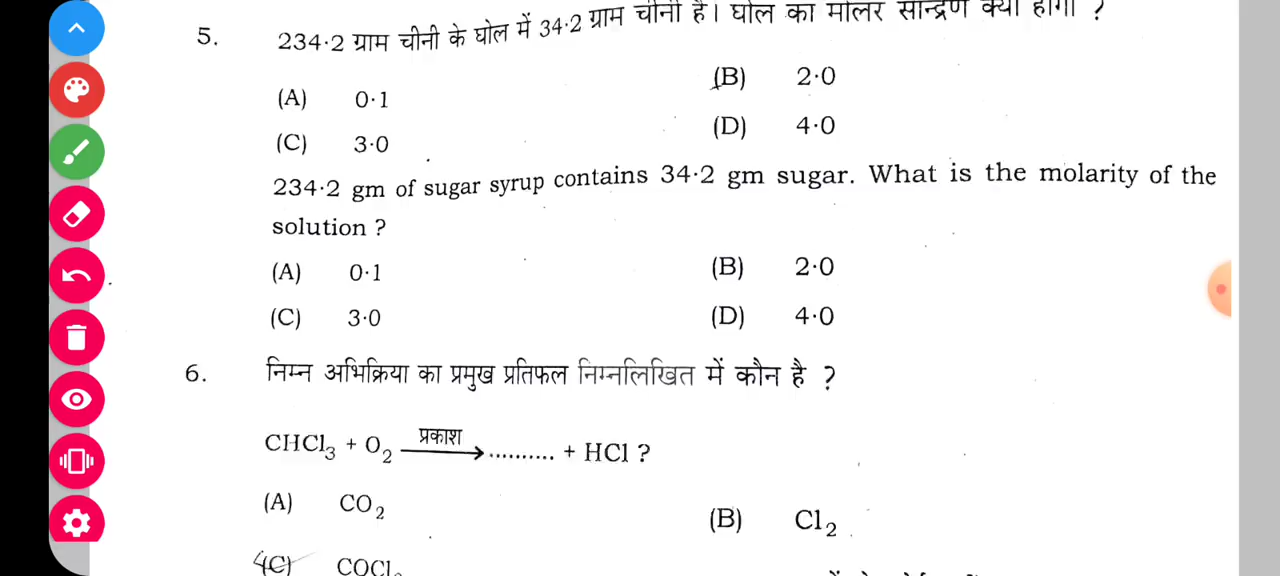 5. 234·2 ग्राम चीनी के घोल में 34·2 ग्राम चीनी है। घोल का मोलर सान्द्रण क्या होगा ?
(A) 0·1 (B) 2·0
(C) 3·0 (D) 4·0
234·2 gm of sugar syrup contains 34·2 gm sugar. What is the molarity of the
solution ?
(A) 0·1 (B) 2·0
(C) 3·0 (D) 4·0
6. निम्न अभिक्रिया का प्रमुख प्रतिफल निम्नलिखित में कौन है ?
CHCl₃ + O₂ प्रकाश → .......... + HCl ?
(A) CO₂ (B) Cl₂
(C) COCl₂